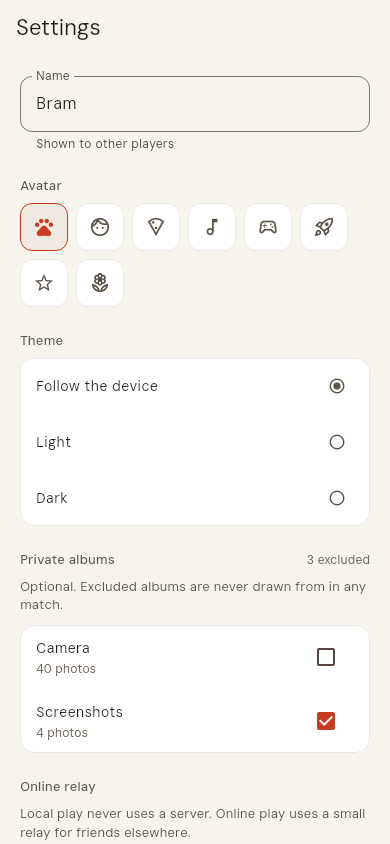 Settings
Name
Bram
Shown to other players
Avatar
Theme
Follow the device
Light
Dark
Private albums 3 excluded
Optional. Excluded albums are never drawn from in any
match.
Camera
40 photos
Screenshots
4 photos
Online relay
Local play never uses a server. Online play uses a small
relay for friends elsewhere.